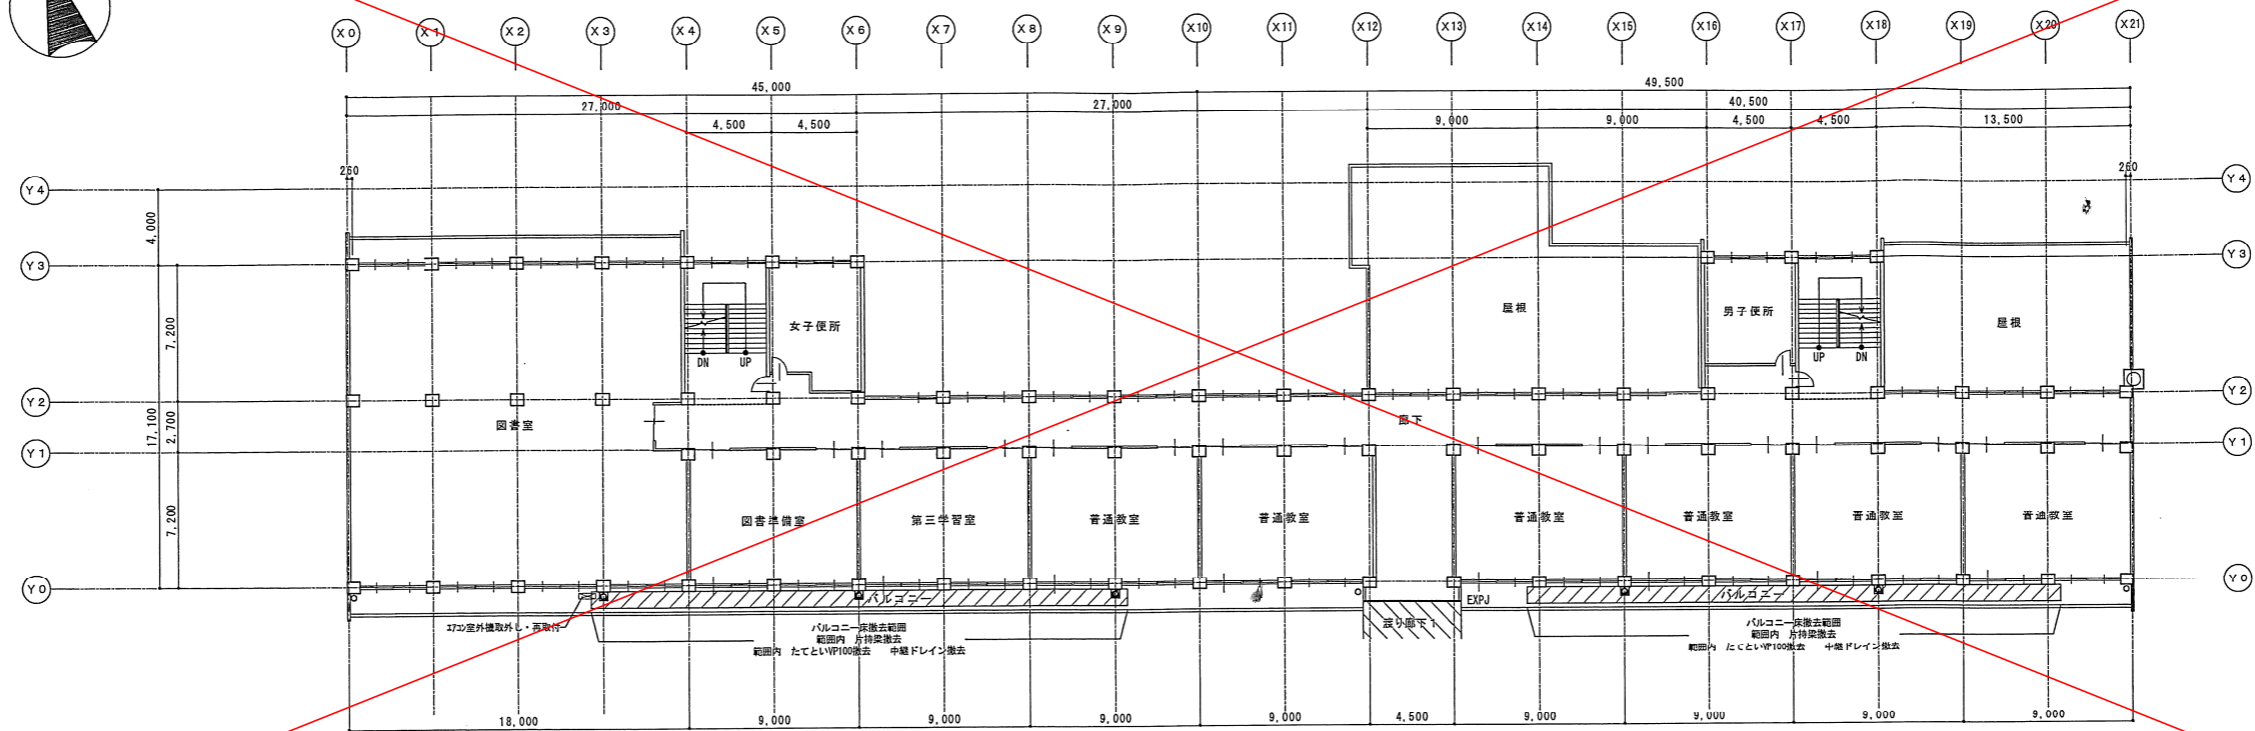 X0 X1 X2 X3 X4 X5 X6 X7 X8 X9 X10 X11 X12 X13 X14 X15 X16 X17 X18 X19 X20 X21
45,000 49,500
27,000 27,000 40,500
4,500 4,500 9,000 9,000 4,500 4,500 13,500
260 260
Y4 Y4
4,000
Y3 Y3
7,200
女子便所 屋根 男子便所 屋根
DN UP UP DN
Y2 Y2
17,100 2,700
図書室 廊下
Y1 Y1
7,200
図書準備室 第三学習室 普通教室 普通教室 普通教室 普通教室 普通教室 普通教室
Y0 Y0
バルコニー EXPJ バルコニー
エアコン室外機取外し・再取付 バルコニー床撤去範囲 渡り廊下1 バルコニー床撤去範囲
範囲内 片持梁撤去 範囲内 片持梁撤去
範囲内 たてといVP100撤去 中継ドレイン撤去 範囲内 たてといVP100撤去 中継ドレイン撤去
18,000 9,000 9,000 9,000 9,000 4,500 9,000 9,000 9,000 9,000